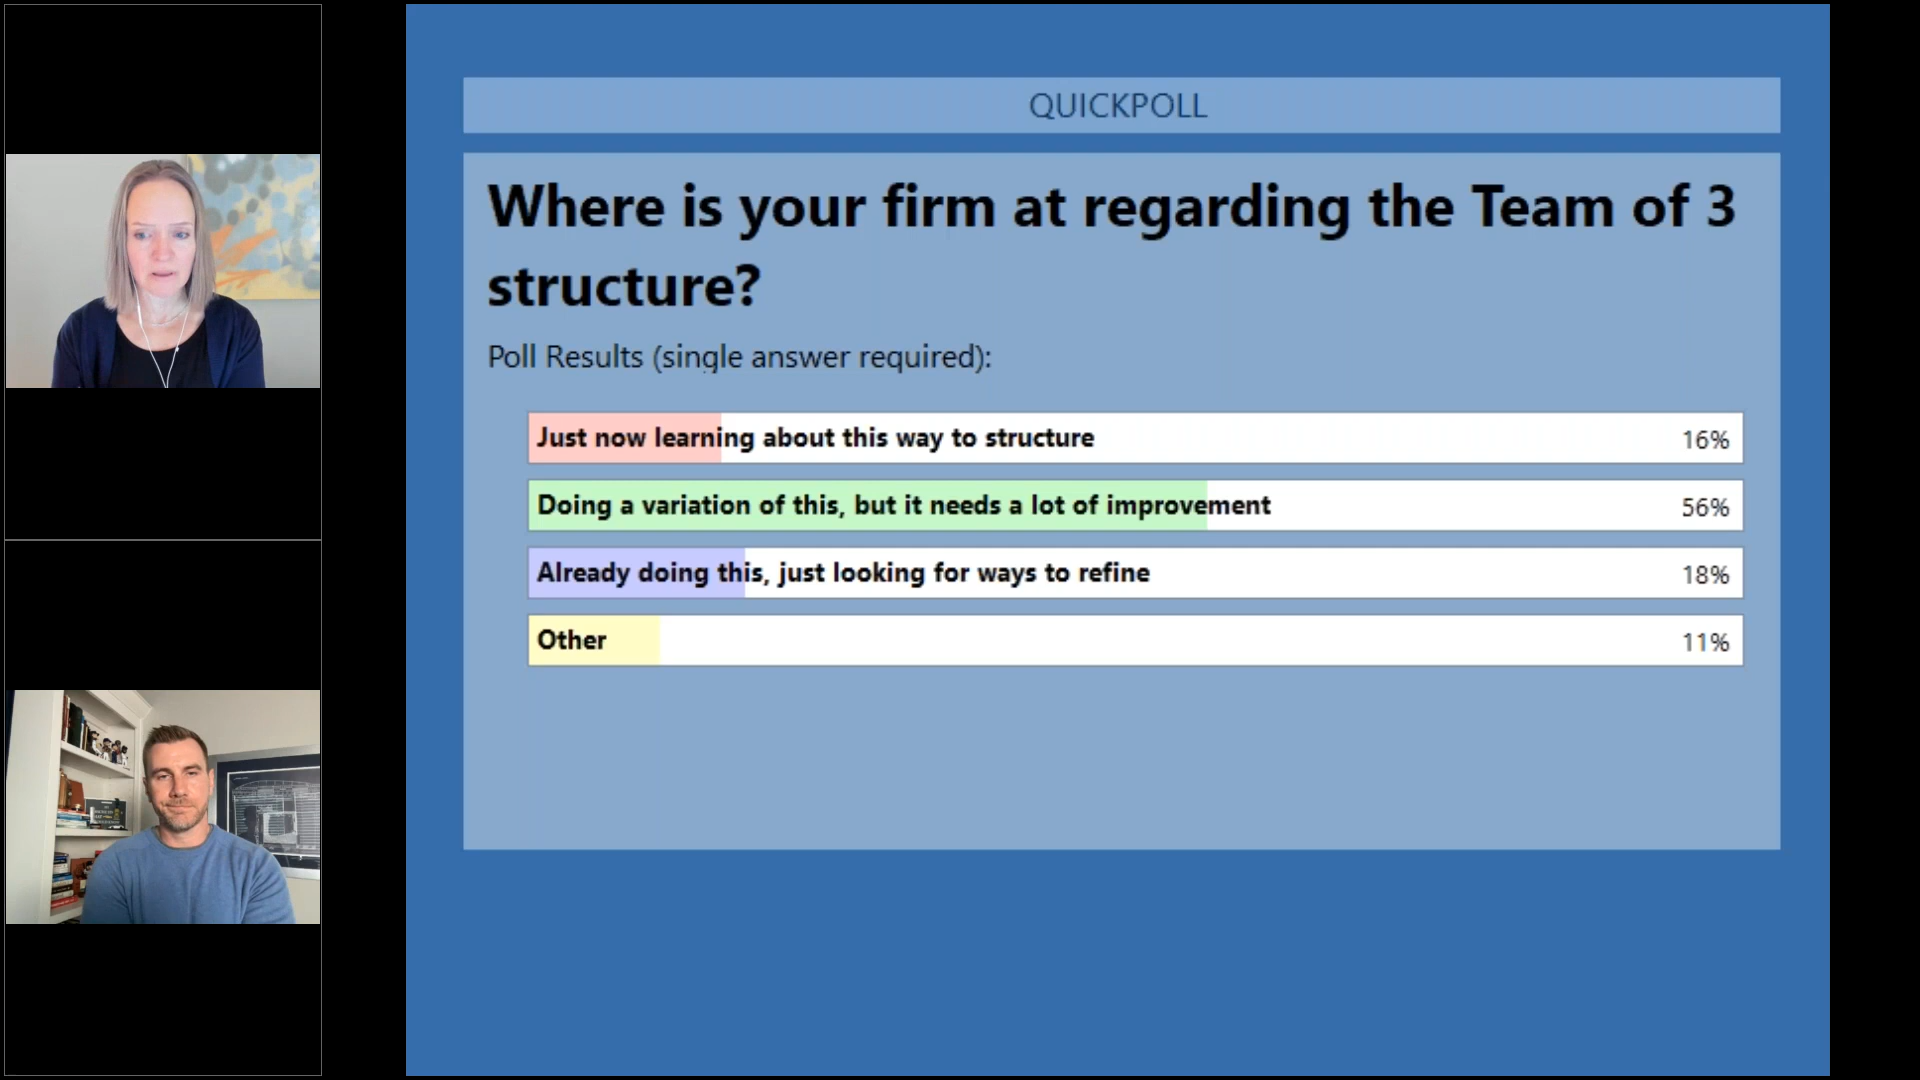 QUICKPOLL
Where is your firm at regarding the Team of 3
structure?
Poll Results (single answer required):
Just now learning about this way to structure 16%
Doing a variation of this, but it needs a lot of improvement 56%
Already doing this, just looking for ways to refine 18%
Other 11%